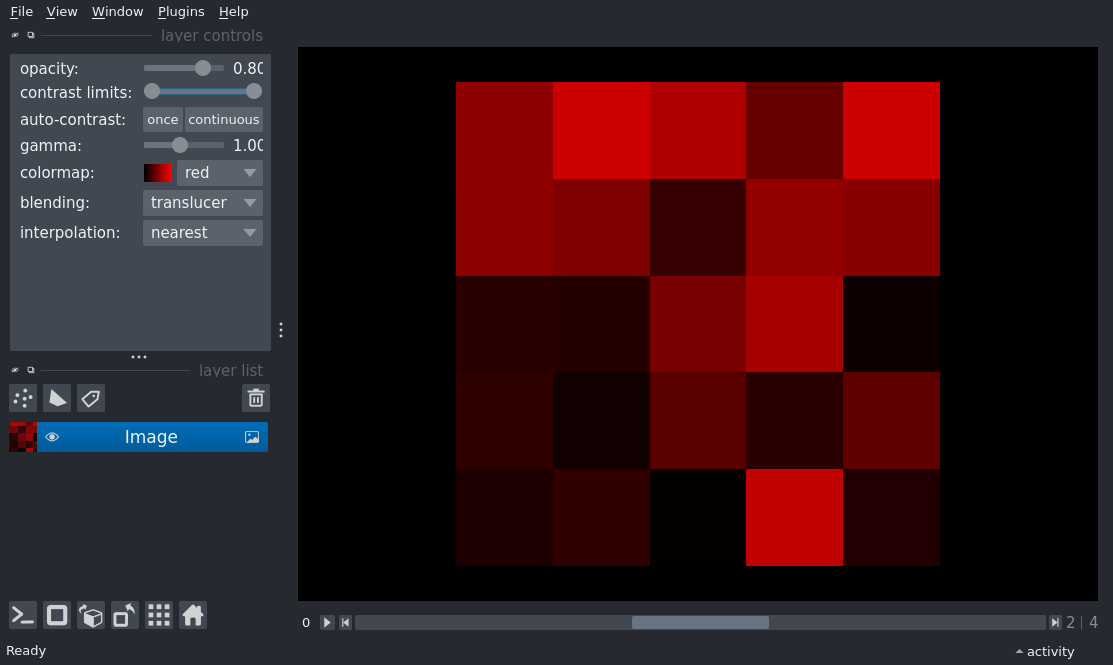 File View Window Plugins Help
layer controls
opacity: 0.80
contrast limits:
auto-contrast: once continuous
gamma: 1.00
colormap: red
blending: translucer
interpolation: nearest
layer list
Image
0 2 | 4
Ready activity